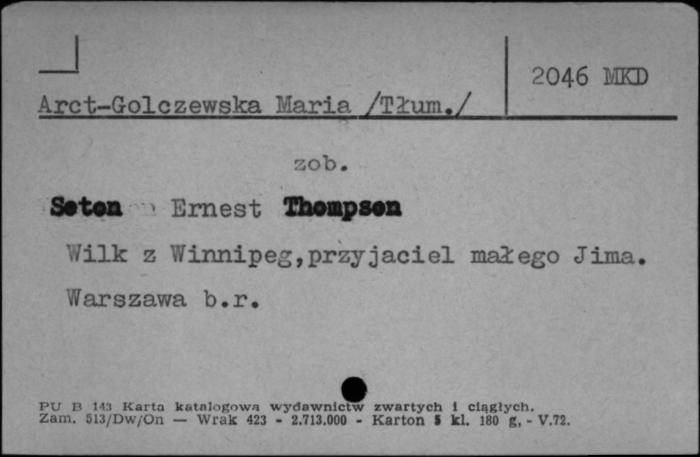 2046 MKD
Arct-Golczewska Maria /Tłum./
zob.
Seton Ernest Thompson
Wilk z Winnipeg,przyjaciel małego Jima.
Warszawa b.r.
PU B 143 Karta katalogowa wydawnictw zwartych i ciągłych.
Zam. 513/Dw/On — Wrak 423 - 2.713.000 - Karton 5 kl. 180 g, - V.72.